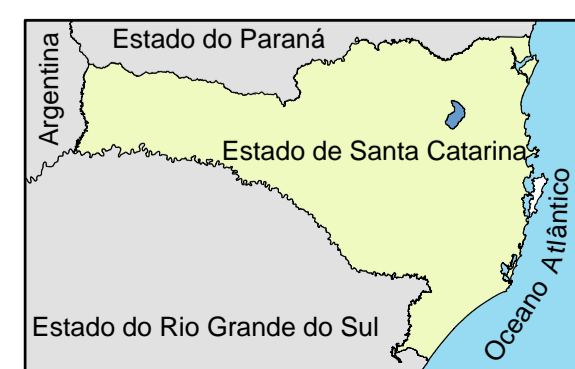 Estado do Paraná
Argentina
Estado de Santa Catarina
Oceano Atlântico
Estado do Rio Grande do Sul